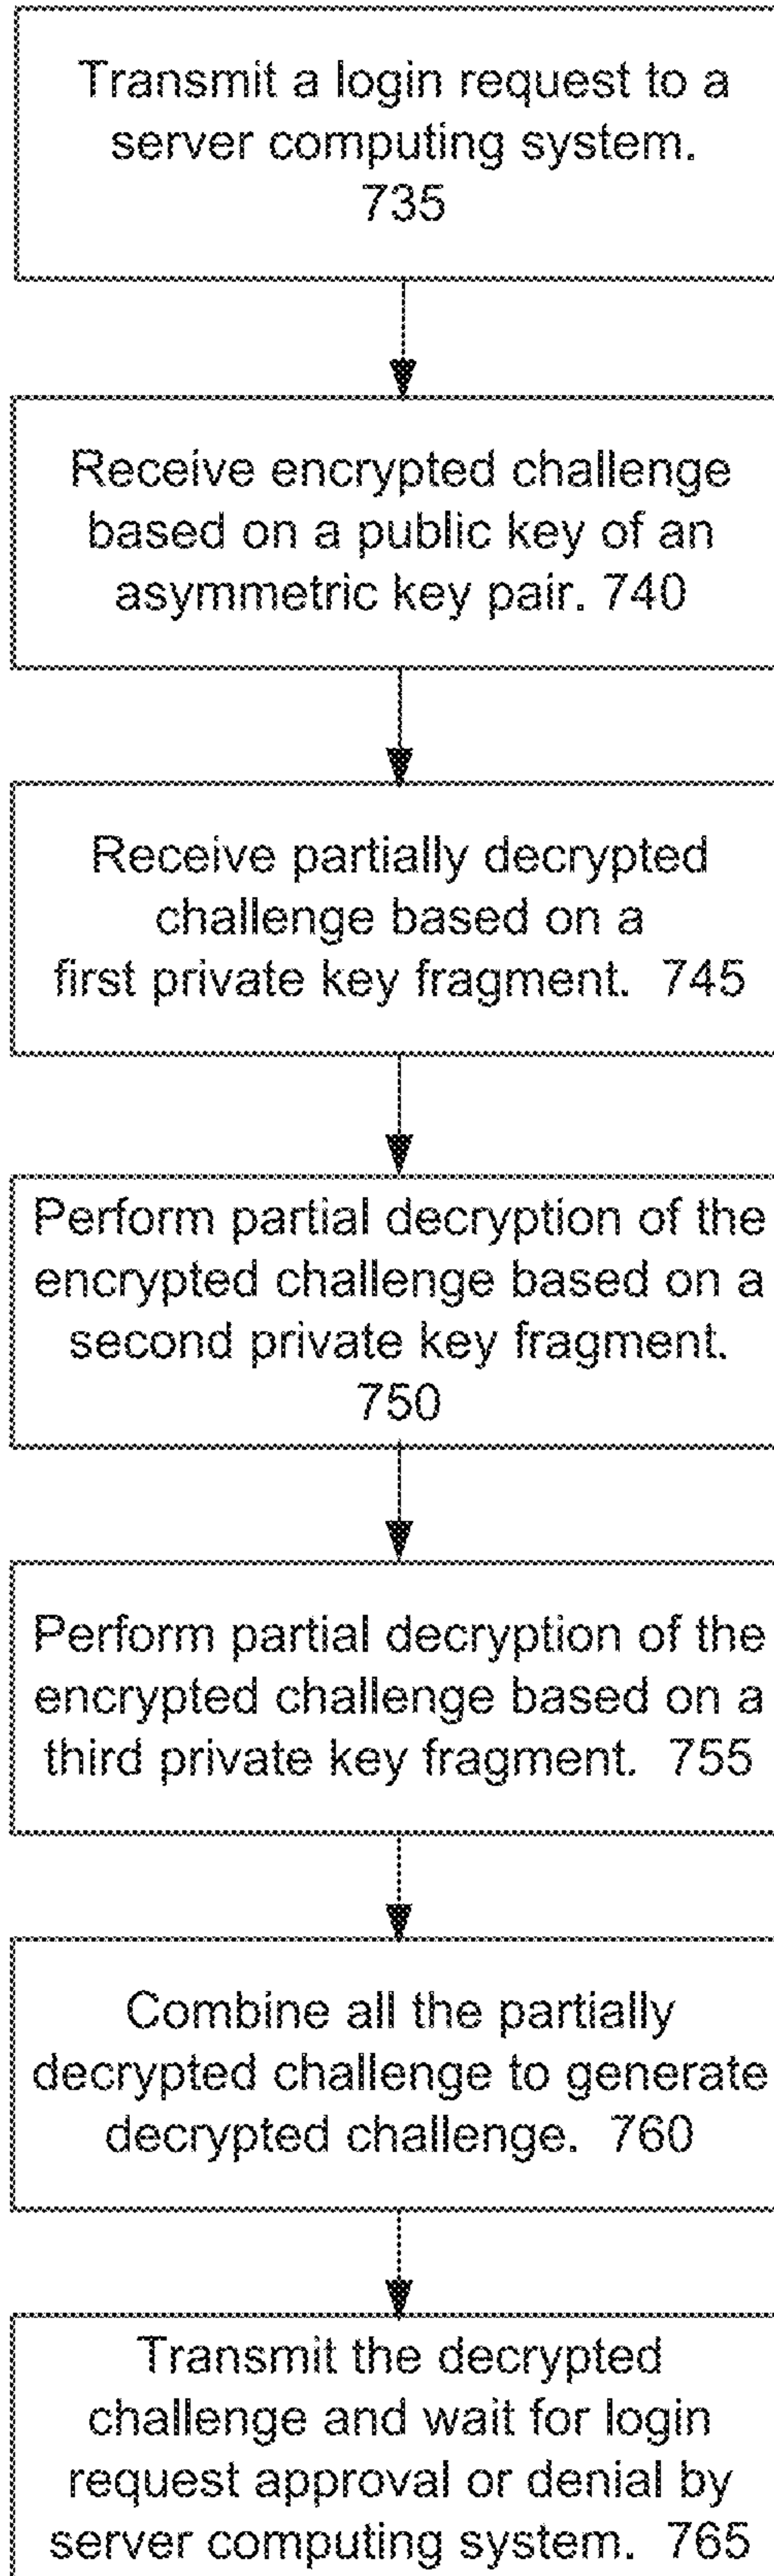 Transmit a login request to a
server computing system.
735
Receive encrypted challenge
based on a public key of an
asymmetric key pair. 740
Receive partially decrypted
challenge based on a
first private key fragment. 745
Perform partial decryption of the
encrypted challenge based on a
second private key fragment.
750
Perform partial decryption of the
encrypted challenge based on a
third private key fragment. 755
Combine all the partially
decrypted challenge to generate
decrypted challenge. 760
Transmit the decrypted
challenge and wait for login
request approval or denial by
server computing system. 765